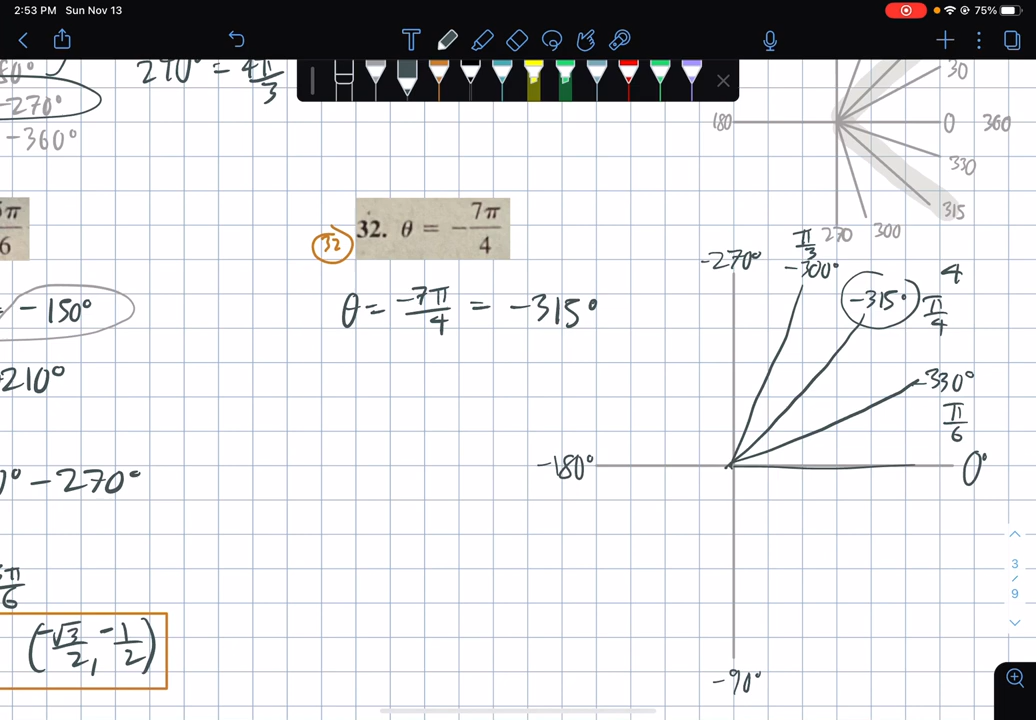 2:53 PM Sun Nov 13
75%
T
270° = 4π/3
-270°
-360°
30
180
0 360
330
315
270 300
π/6
32
32. θ = -7π/4
-270°
π/3
-300°
-315°
4
π/4
θ = -7π/4 = -315°
-150°
-330°
π/6
210°
-180°
0°
-270°
3
/
9
π/6
(-√3/2, -1/2)
-90°